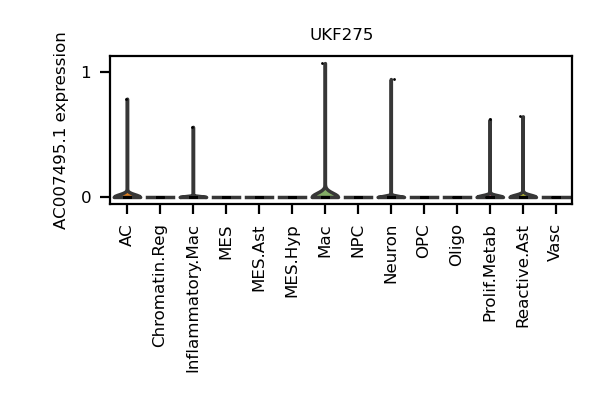 UKF275
AC007495.1 expression
1
0
AC
Chromatin.Reg
Inflammatory.Mac
MES
MES.Ast
MES.Hyp
Mac
NPC
Neuron
OPC
Oligo
Prolif.Metab
Reactive.Ast
Vasc